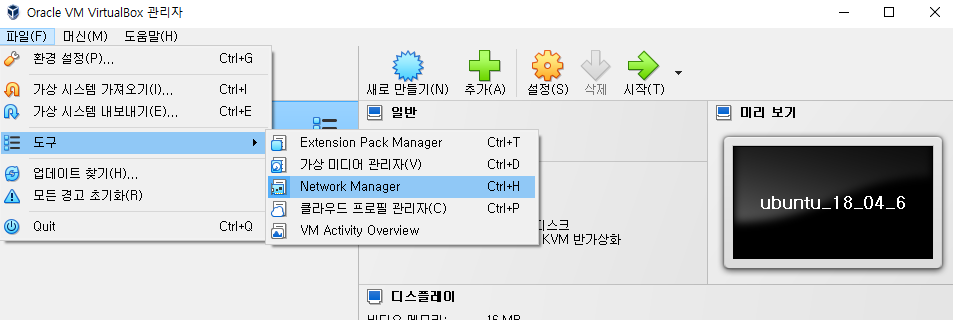 Oracle VM VirtualBox 관리자
파일(F) 머신(M) 도움말(H)
환경 설정(P)... Ctrl+G
가상 시스템 가져오기(I)... Ctrl+I
가상 시스템 내보내기(E)... Ctrl+E
도구
업데이트 찾기(H)...
모든 경고 초기화(R)
Quit Ctrl+Q
Extension Pack Manager Ctrl+T
가상 미디어 관리자(V) Ctrl+D
Network Manager Ctrl+H
클라우드 프로필 관리자(C) Ctrl+P
VM Activity Overview
새로 만들기(N) 추가(A) 설정(S) 삭제 시작(T)
일반
디스크
KVM 반가상화
디스플레이
비디오 메모리: 16 MB
미리 보기
ubuntu_18_04_6